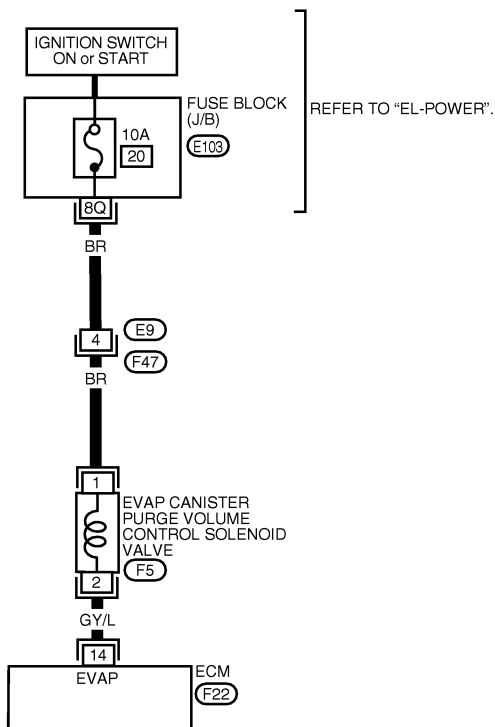 IGNITION SWITCH
ON or START
FUSE BLOCK
(J/B)
REFER TO “EL-POWER”.
10A
20
E103
8Q
BR
4
E9
F47
BR
1
EVAP CANISTER
PURGE VOLUME
CONTROL SOLENOID
VALVE
F5
2
GY/L
14
EVAP
ECM
F22